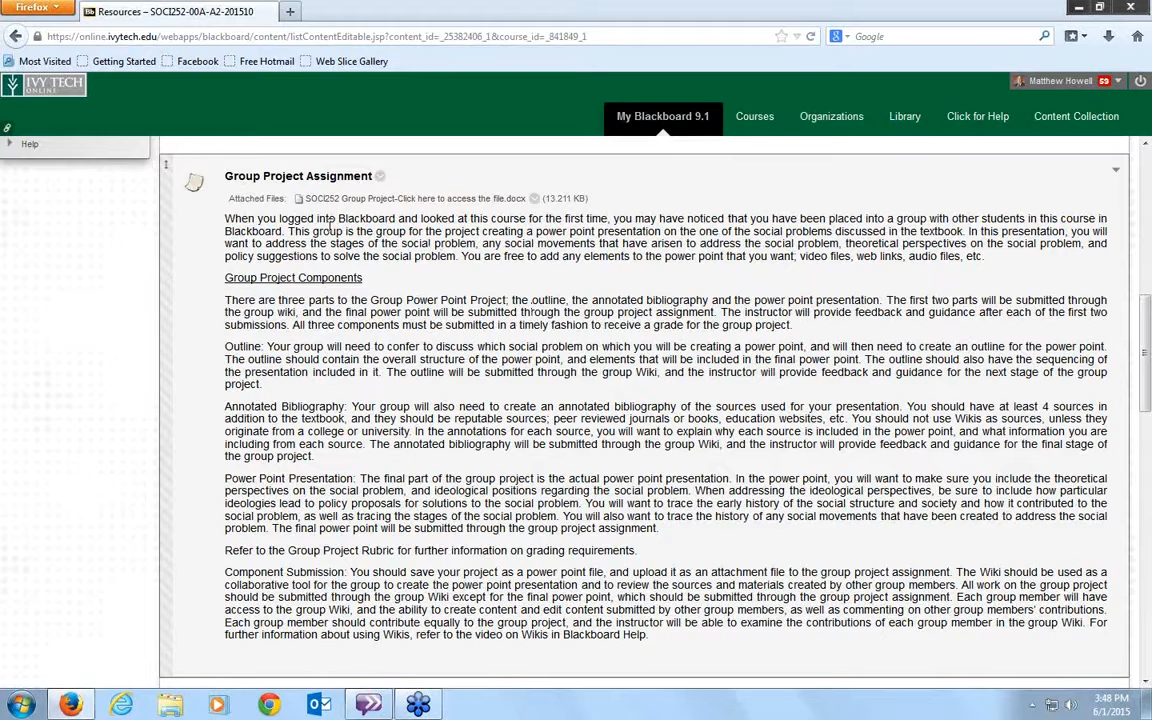 Firefox
Resources – SOCI252-00A-A2-201510
https://online.ivytech.edu/webapps/blackboard/content/listContentEditable.jsp?content_id=_25382406_1&course_id=_841849_1
Google
Most Visited
Getting Started
Facebook
Free Hotmail
Web Slice Gallery
IVY TECH
ONLINE
Matthew Howell
59
My Blackboard 9.1
Courses
Organizations
Library
Click for Help
Content Collection
Help
Group Project Assignment
Attached Files: SOCI252 Group Project-Click here to access the file.docx (13.211 KB)
When you logged into Blackboard and looked at this course for the first time, you may have noticed that you have been placed into a group with other students in this course in
Blackboard. This group is the group for the project creating a power point presentation on the one of the social problems discussed in the textbook. In this presentation, you will
want to address the stages of the social problem, any social movements that have arisen to address the social problem, theoretical perspectives on the social problem, and
policy suggestions to solve the social problem. You are free to add any elements to the power point that you want; video files, web links, audio files, etc.
Group Project Components
There are three parts to the Group Power Point Project; the outline, the annotated bibliography and the power point presentation. The first two parts will be submitted through
the group wiki, and the final power point will be submitted through the group project assignment. The instructor will provide feedback and guidance after each of the first two
submissions. All three components must be submitted in a timely fashion to receive a grade for the group project.
Outline: Your group will need to confer to discuss which social problem on which you will be creating a power point, and will then need to create an outline for the power point.
The outline should contain the overall structure of the power point, and elements that will be included in the final power point. The outline should also have the sequencing of
the presentation included in it. The outline will be submitted through the group Wiki, and the instructor will provide feedback and guidance for the next stage of the group
project.
Annotated Bibliography: Your group will also need to create an annotated bibliography of the sources used for your presentation. You should have at least 4 sources in
addition to the textbook, and they should be reputable sources; peer reviewed journals or books, education websites, etc. You should not use Wikis as sources, unless they
originate from a college or university. In the annotations for each source, you will want to explain why each source is included in the power point, and what information you are
including from each source. The annotated bibliography will be submitted through the group Wiki, and the instructor will provide feedback and guidance for the final stage of
the group project.
Power Point Presentation: The final part of the group project is the actual power point presentation. In the power point, you will want to make sure you include the theoretical
perspectives on the social problem, and ideological positions regarding the social problem. When addressing the ideological perspectives, be sure to include how particular
ideologies lead to policy proposals for solutions to the social problem. You will want to trace the early history of the social structure and society and how it contributed to the
social problem, as well as tracing the stages of the social problem. You will also want to trace the history of any social movements that have been created to address the social
problem. The final power point will be submitted through the group project assignment.
Refer to the Group Project Rubric for further information on grading requirements.
Component Submission: You should save your project as a power point file, and upload it as an attachment file to the group project assignment. The Wiki should be used as a
collaborative tool for the group to create the power point presentation and to review the sources and materials created by other group members. All work on the group project
should be submitted through the group Wiki except for the final power point, which should be submitted through the group project assignment. Each group member will have
access to the group Wiki, and the ability to create content and edit content submitted by other group members, as well as commenting on other group members' contributions.
Each group member should contribute equally to the group project, and the instructor will be able to examine the contributions of each group member in the group Wiki. For
further information about using Wikis, refer to the video on Wikis in Blackboard Help.
3:48 PM
6/1/2015